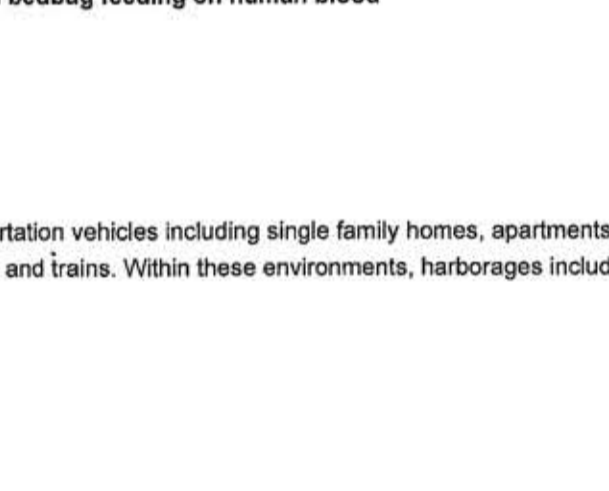 bedbug feeding on human blood
rtation vehicles including single family homes, apartments
and trains. Within these environments, harborages includ